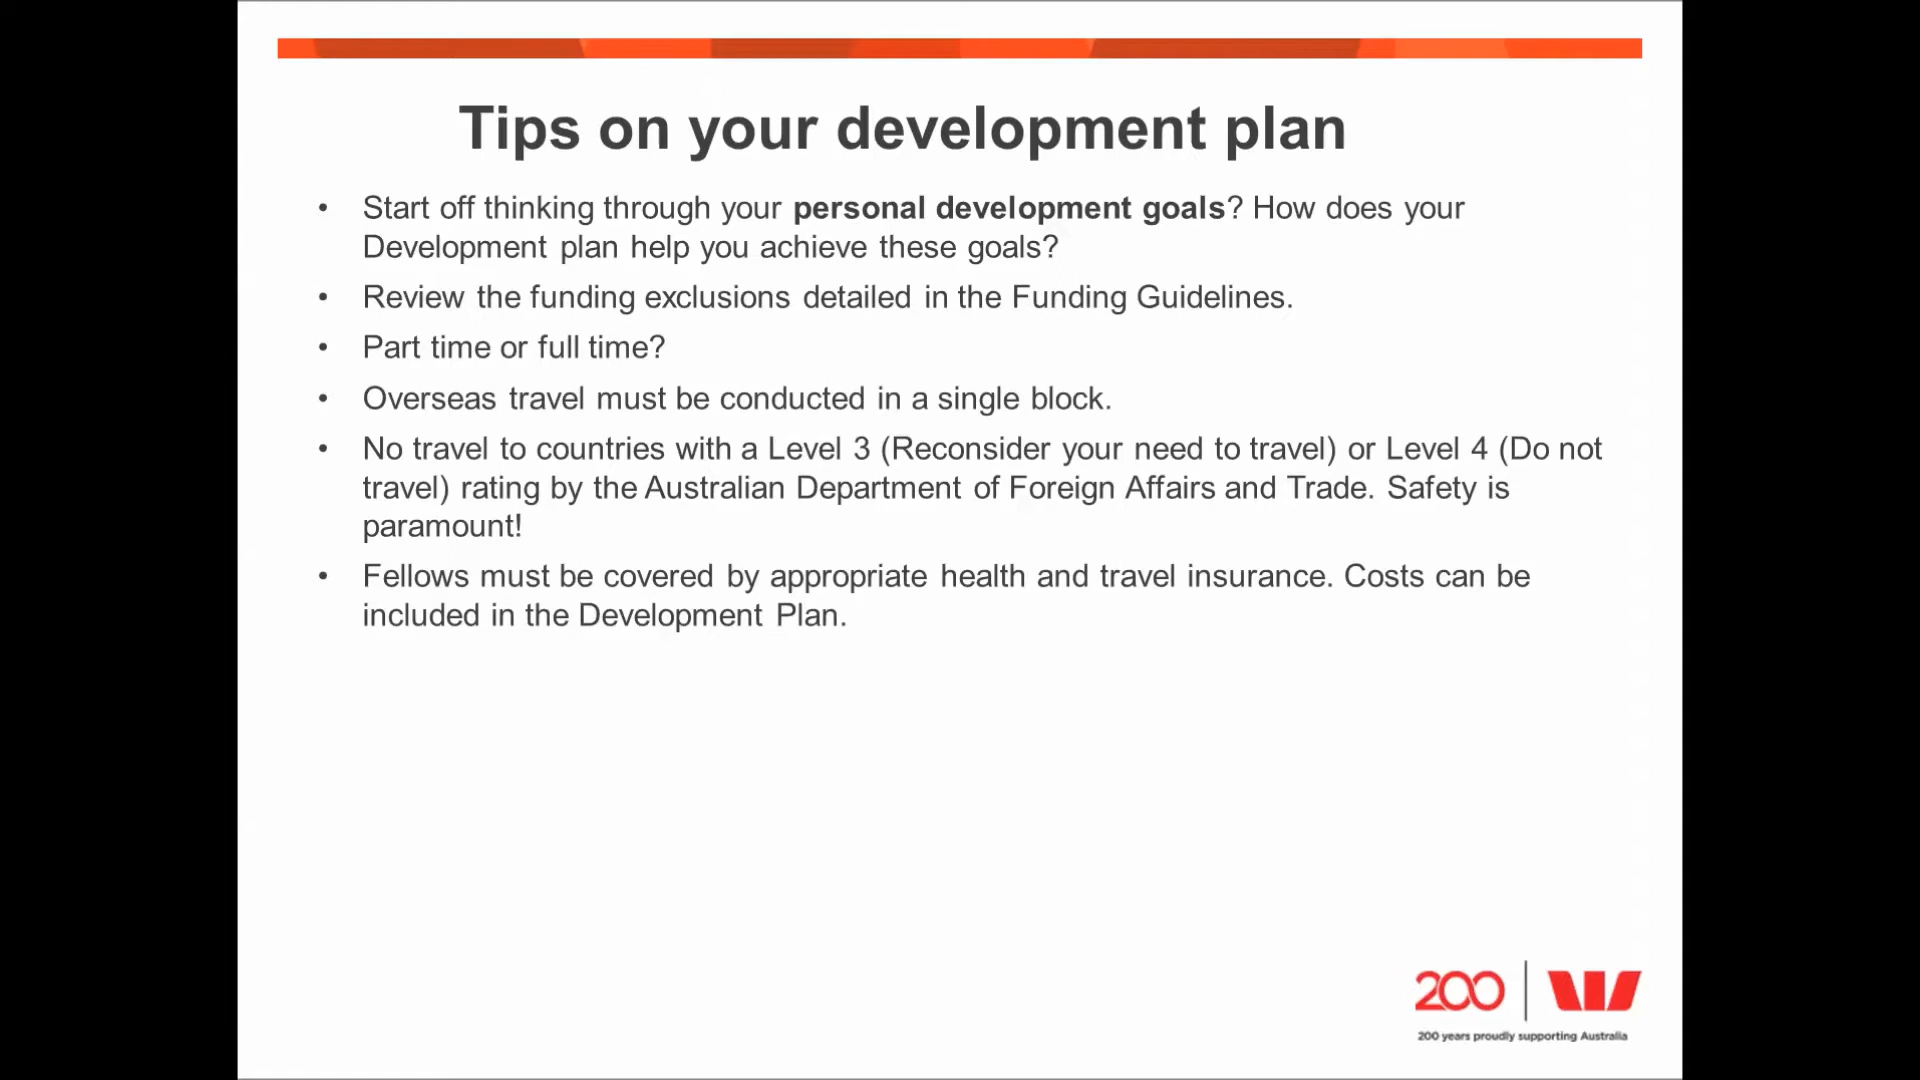 Tips on your development plan
• Start off thinking through your personal development goals? How does your
Development plan help you achieve these goals?
• Review the funding exclusions detailed in the Funding Guidelines.
• Part time or full time?
• Overseas travel must be conducted in a single block.
• No travel to countries with a Level 3 (Reconsider your need to travel) or Level 4 (Do not
travel) rating by the Australian Department of Foreign Affairs and Trade. Safety is
paramount!
• Fellows must be covered by appropriate health and travel insurance. Costs can be
included in the Development Plan.
200
200 years proudly supporting Australia